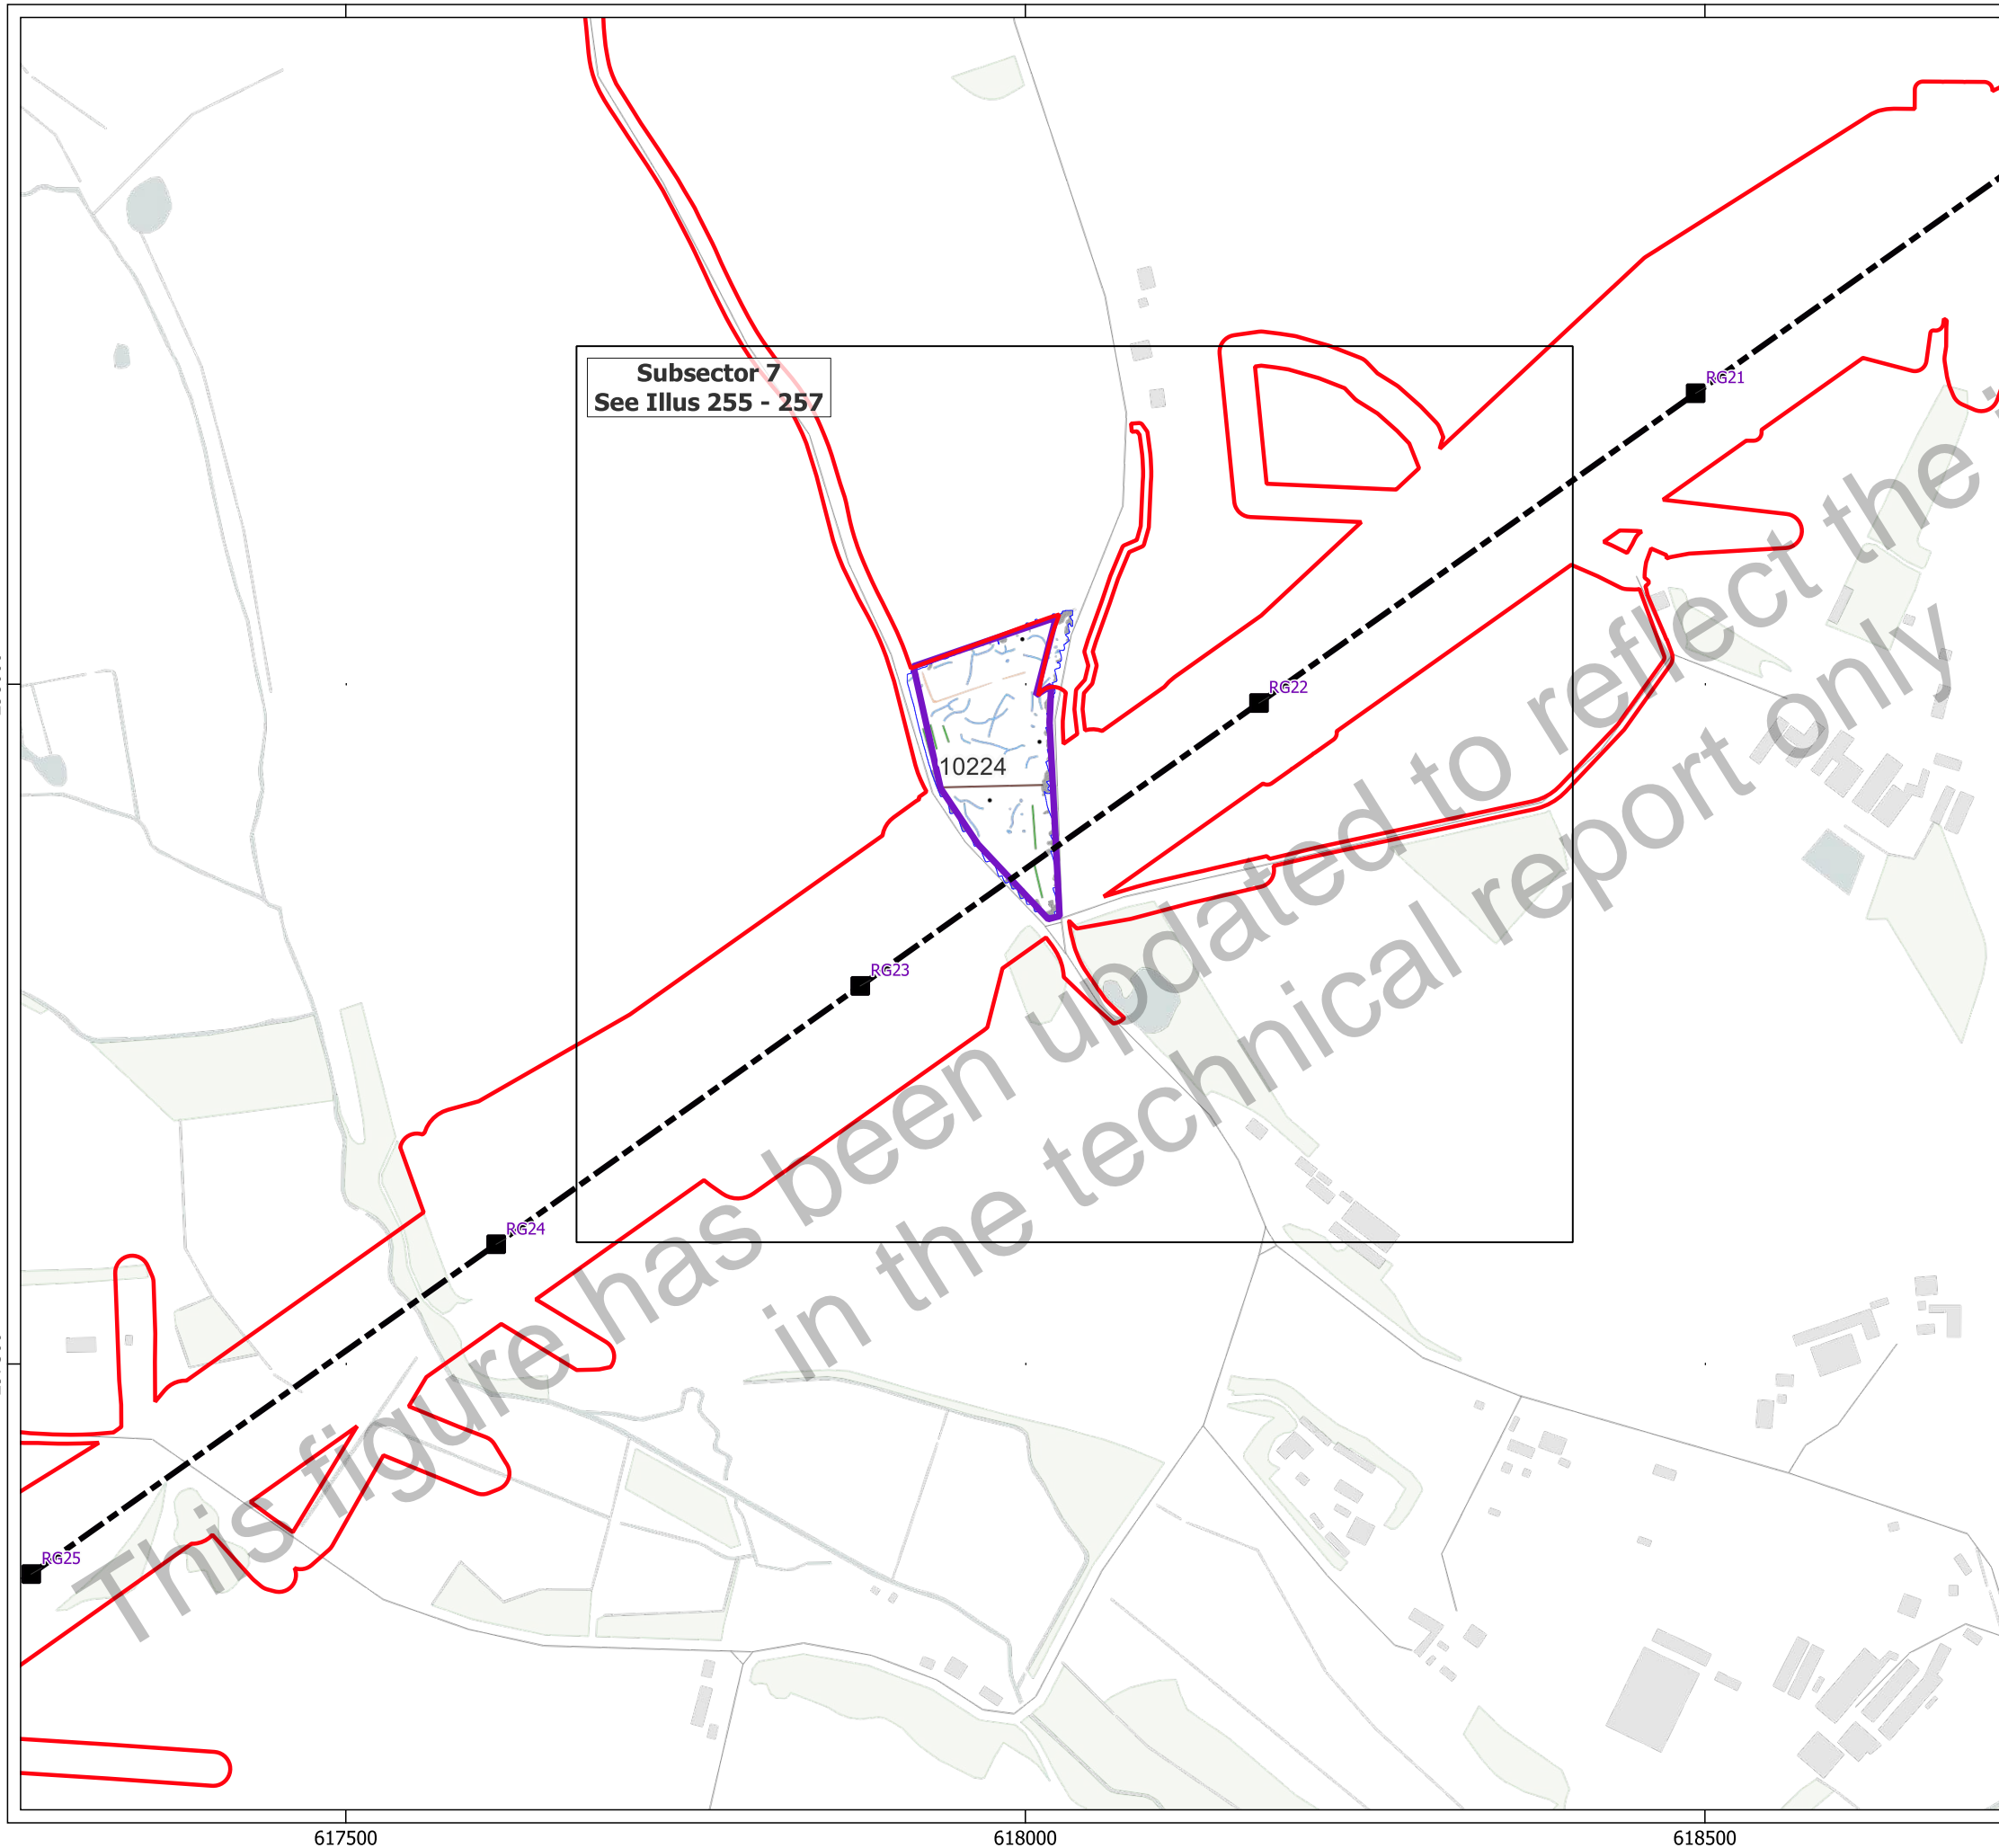 Subsector 7
See Illus 255 - 257
RG21
RG22
10224
RG23
RG24
RG25
This figure has been updated to reflect the
in the technical report only
617500
618000
618500